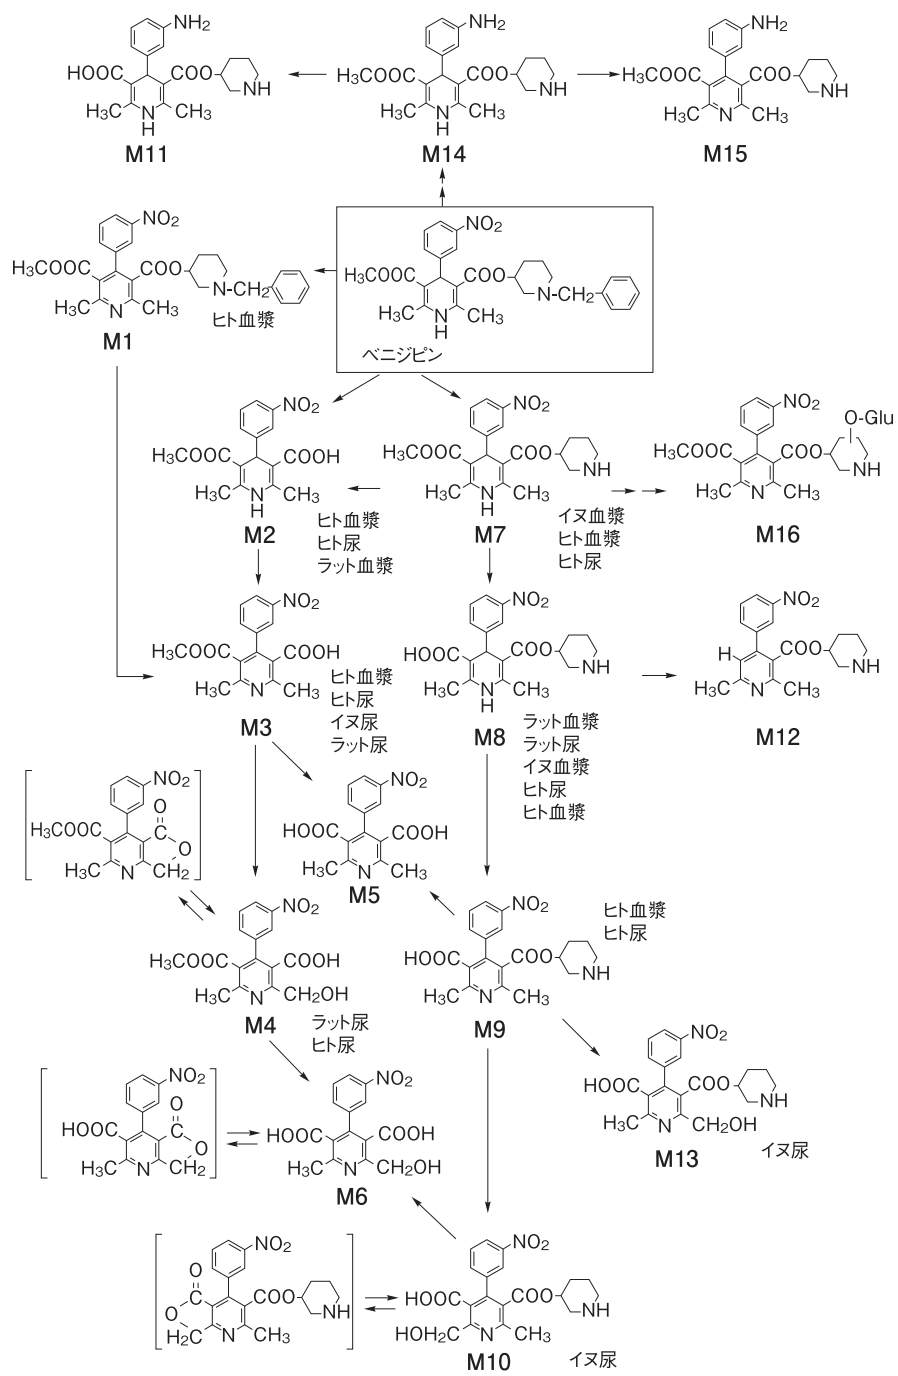 NH2
HOOC
COO
NH
H3C
N
H
CH3
M11
NH2
H3COOC
COO
NH
H3C
N
H
CH3
M14
NH2
H3COOC
COO
NH
H3C
N
CH3
M15
NO2
H3COOC
COO
N-CH2
H3C
N
CH3
ヒト血漿
M1
NO2
H3COOC
COO
N-CH2
H3C
N
H
CH3
ベニジピン
NO2
H3COOC
COOH
H3C
N
H
CH3
M2
ヒト血漿
ヒト尿
ラット血漿
NO2
H3COOC
COO
NH
H3C
N
H
CH3
M7
イヌ血漿
ヒト血漿
ヒト尿
NO2
O-Glu
H3COOC
COO
NH
H3C
N
CH3
M16
NO2
H3COOC
COOH
H3C
N
CH3
M3
ヒト血漿
ヒト尿
イヌ尿
ラット尿
NO2
HOOC
COO
NH
H3C
N
H
CH3
M8
ラット血漿
ラット尿
イヌ血漿
ヒト尿
ヒト血漿
NO2
H
COO
NH
H3C
N
CH3
M12
NO2
O
H3COOC
C
O
H3C
N
CH2
NO2
HOOC
COOH
H3C
N
CH3
M5
NO2
H3COOC
COOH
H3C
N
CH2OH
M4
ラット尿
ヒト尿
NO2
HOOC
COO
NH
H3C
N
CH3
M9
ヒト血漿
ヒト尿
NO2
HOOC
COO
NH
H3C
N
CH2OH
M13
イヌ尿
NO2
O
HOOC
C
O
H3C
N
CH2
NO2
HOOC
COOH
H3C
N
CH2OH
M6
NO2
O
C
COO
O
NH
H2C
N
CH3
NO2
HOOC
COO
NH
HOH2C
N
CH3
M10
イヌ尿